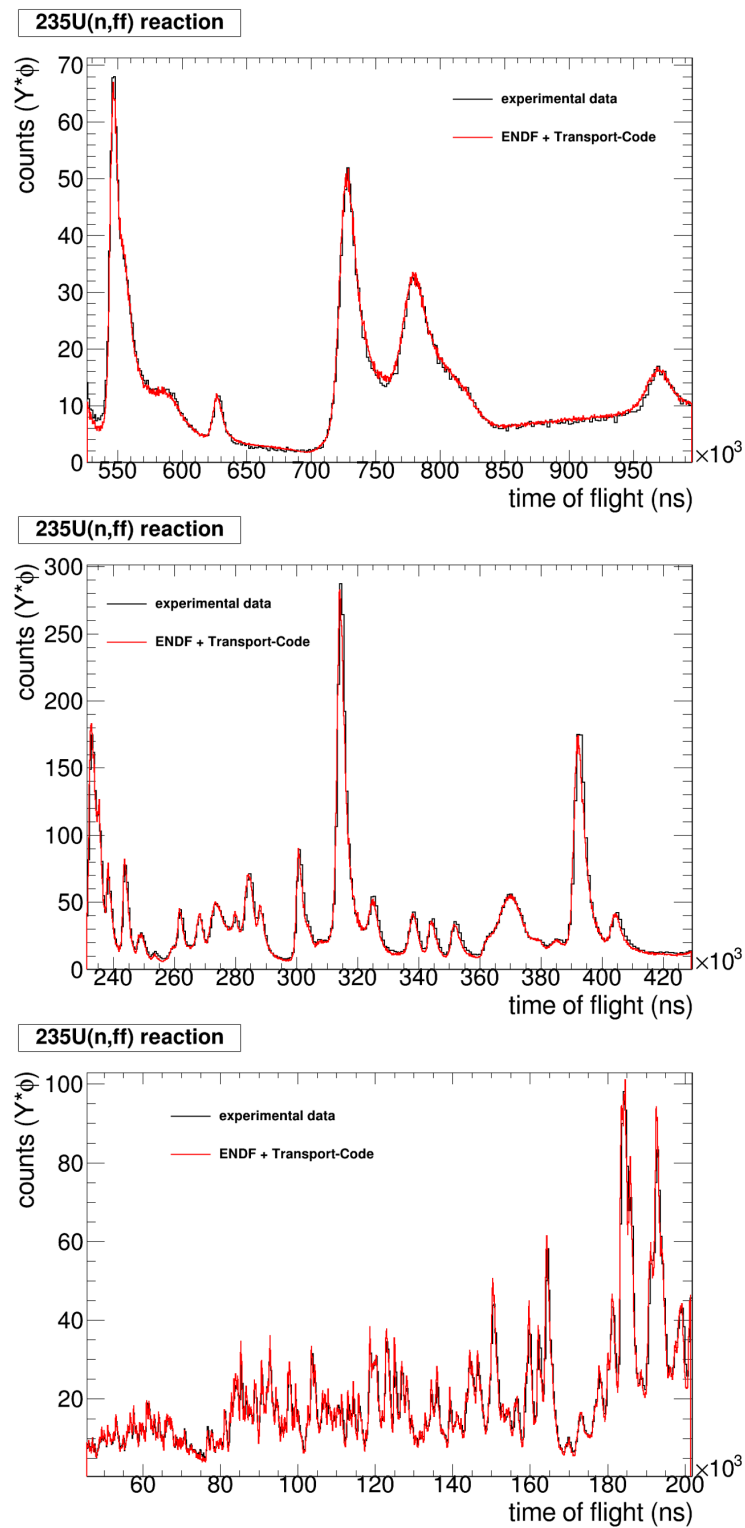 235U(n,ff) reaction
counts (Y*ϕ)
70
60
50
40
30
20
10
0
experimental data
ENDF + Transport-Code
550 600 650 700 750 800 850 900 950
×10³
time of flight (ns)
235U(n,ff) reaction
counts (Y*ϕ)
300
250
200
150
100
50
0
experimental data
ENDF + Transport-Code
240 260 280 300 320 340 360 380 400 420
×10³
time of flight (ns)
235U(n,ff) reaction
counts (Y*ϕ)
100
80
60
40
20
experimental data
ENDF + Transport-Code
60 80 100 120 140 160 180 200
×10³
time of flight (ns)